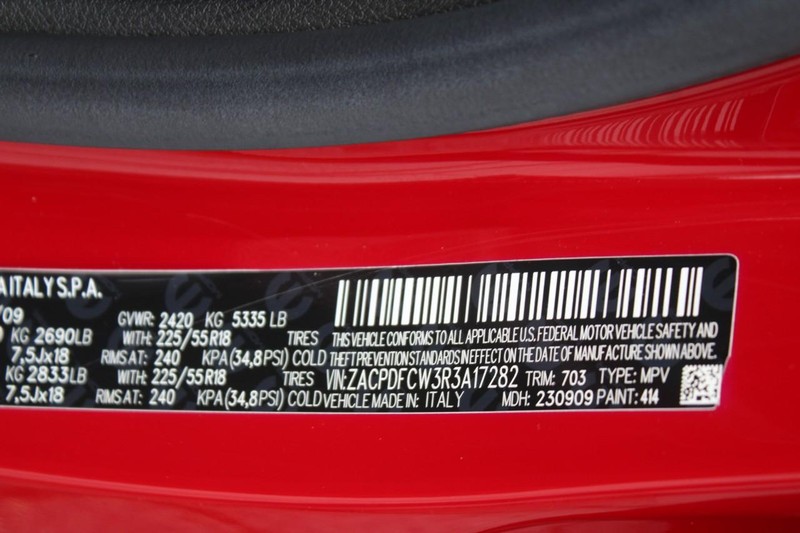 A ITALY S.P.A.
/09 GVWR: 2420 KG 5335 LB
KG 2690LB WITH: 225/55R18 TIRES THIS VEHICLE CONFORMS TO ALL APPLICABLE U.S. FEDERAL MOTOR VEHICLE SAFETY AND
7,5Jx18 RIMS AT: 240 KPA (34,8PSI) COLD THEFT PREVENTION STANDARDS IN EFFECT ON THE DATE OF MANUFACTURE SHOWN ABOVE.
KG 2833LB WITH: 225/55R18 TIRES VIN:ZACPDFCW3R3A17282 TRIM: 703 TYPE: MPV
7,5Jx18 RIMS AT: 240 KPA (34,8PSI) COLD VEHICLE MADE IN: ITALY MDH: 230909 PAINT: 414